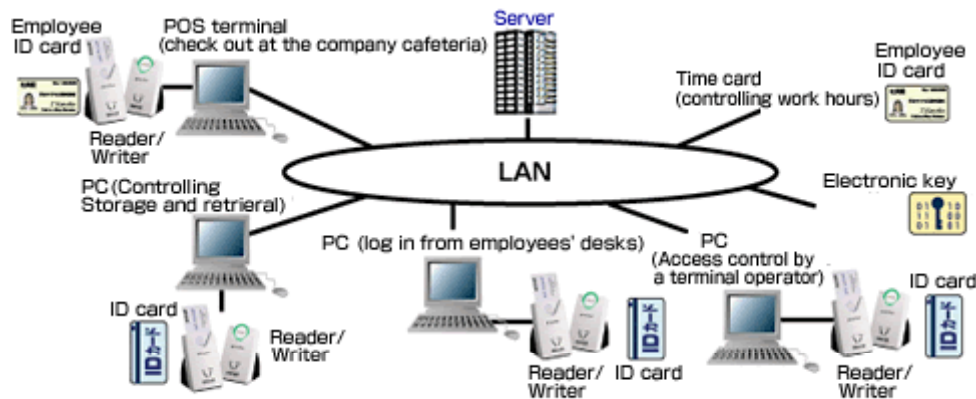 Employee
ID card
POS terminal
(check out at the company cafeteria)
Server
Employee
ID card
Time card
(controlling work hours)
Reader/
Writer
LAN
PC(Controlling
Storage and retrieral)
Electronic key
PC (log in from employees' desks)
PC
(Access control by
a terminal operator)
ID card
ID card
Reader/
Writer
Reader/
Writer
ID card
Reader/
Writer